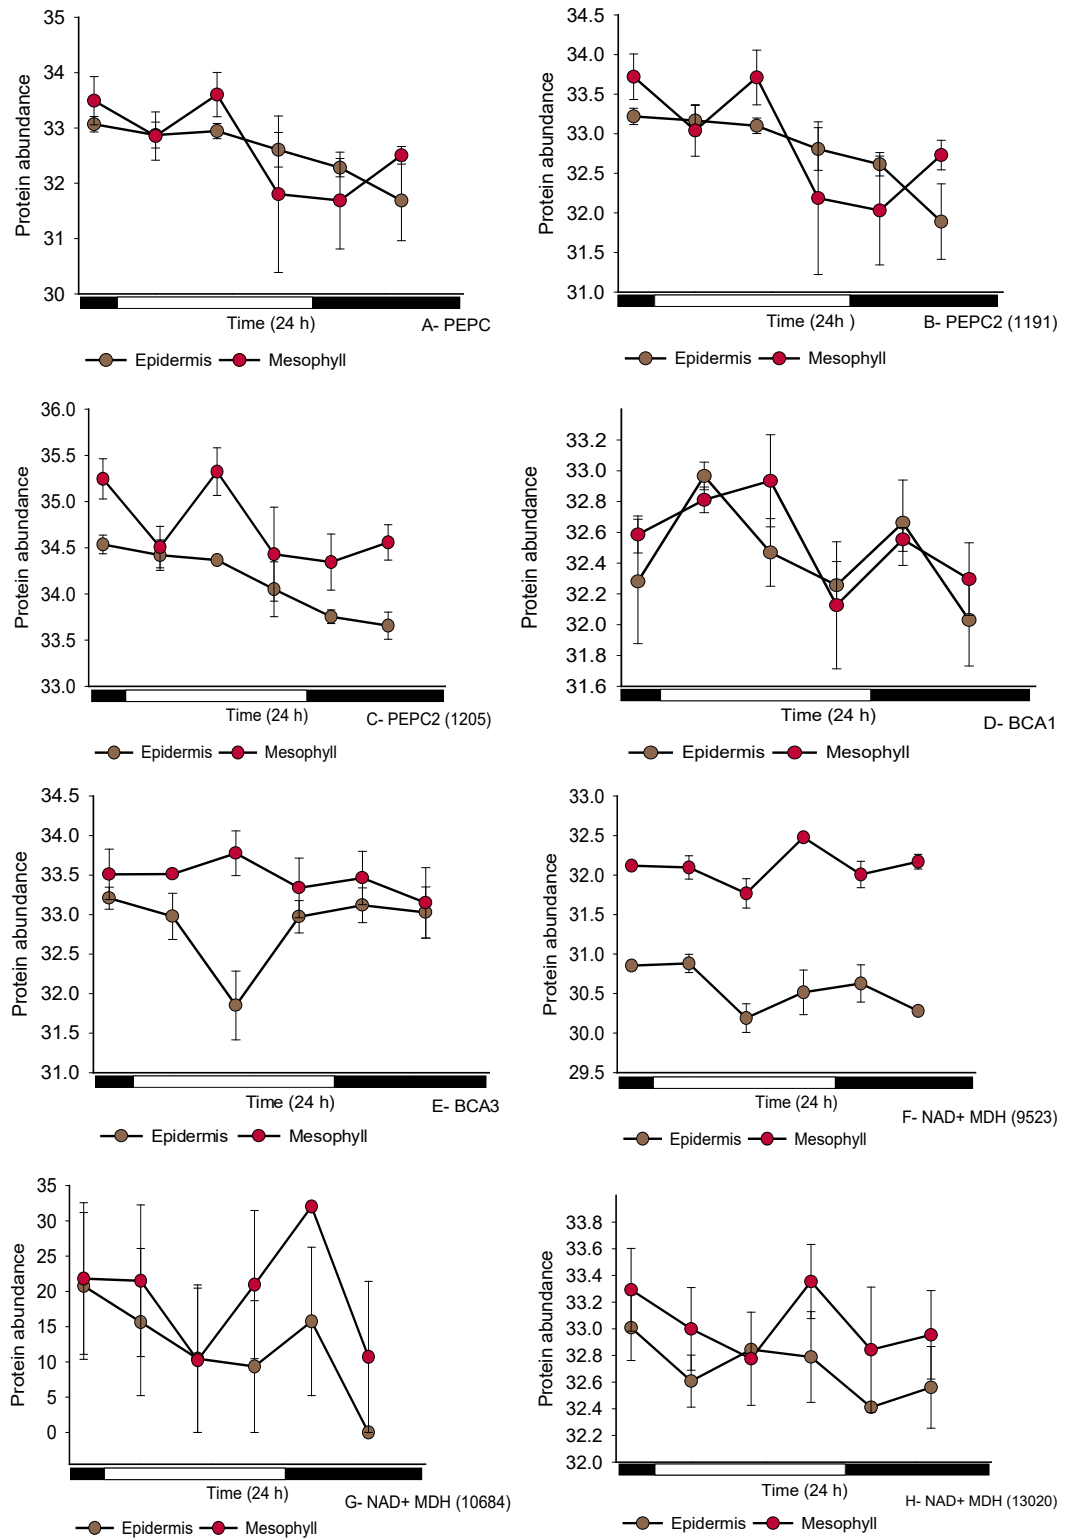 35
34
33
32
31
30
Protein abundance
Time (24 h)
A- PEPC
Epidermis Mesophyll
34.5
34.0
33.5
33.0
32.5
32.0
31.5
31.0
Protein abundance
Time (24h )
B- PEPC2 (1191)
Epidermis Mesophyll
36.0
35.5
35.0
34.5
34.0
33.5
33.0
Protein abundance
Time (24 h)
C- PEPC2 (1205)
Epidermis Mesophyll
33.2
33.0
32.8
32.6
32.4
32.2
32.0
31.8
31.6
Protein abundance
Time (24 h)
D- BCA1
Epidermis Mesophyll
34.5
34.0
33.5
33.0
32.5
32.0
31.5
31.0
Protein abundance
Time (24 h)
E- BCA3
Epidermis Mesophyll
33.0
32.5
32.0
31.5
31.0
30.5
30.0
29.5
Protein abundance
Time (24 h)
F- NAD+ MDH (9523)
Epidermis Mesophyll
35
30
25
20
15
10
5
0
Protein abundance
Time (24 h)
G- NAD+ MDH (10684)
Epidermis Mesophyll
33.8
33.6
33.4
33.2
33.0
32.8
32.6
32.4
32.2
32.0
Protein abundance
Time (24 h)
H- NAD+ MDH (13020)
Epidermis Mesophyll